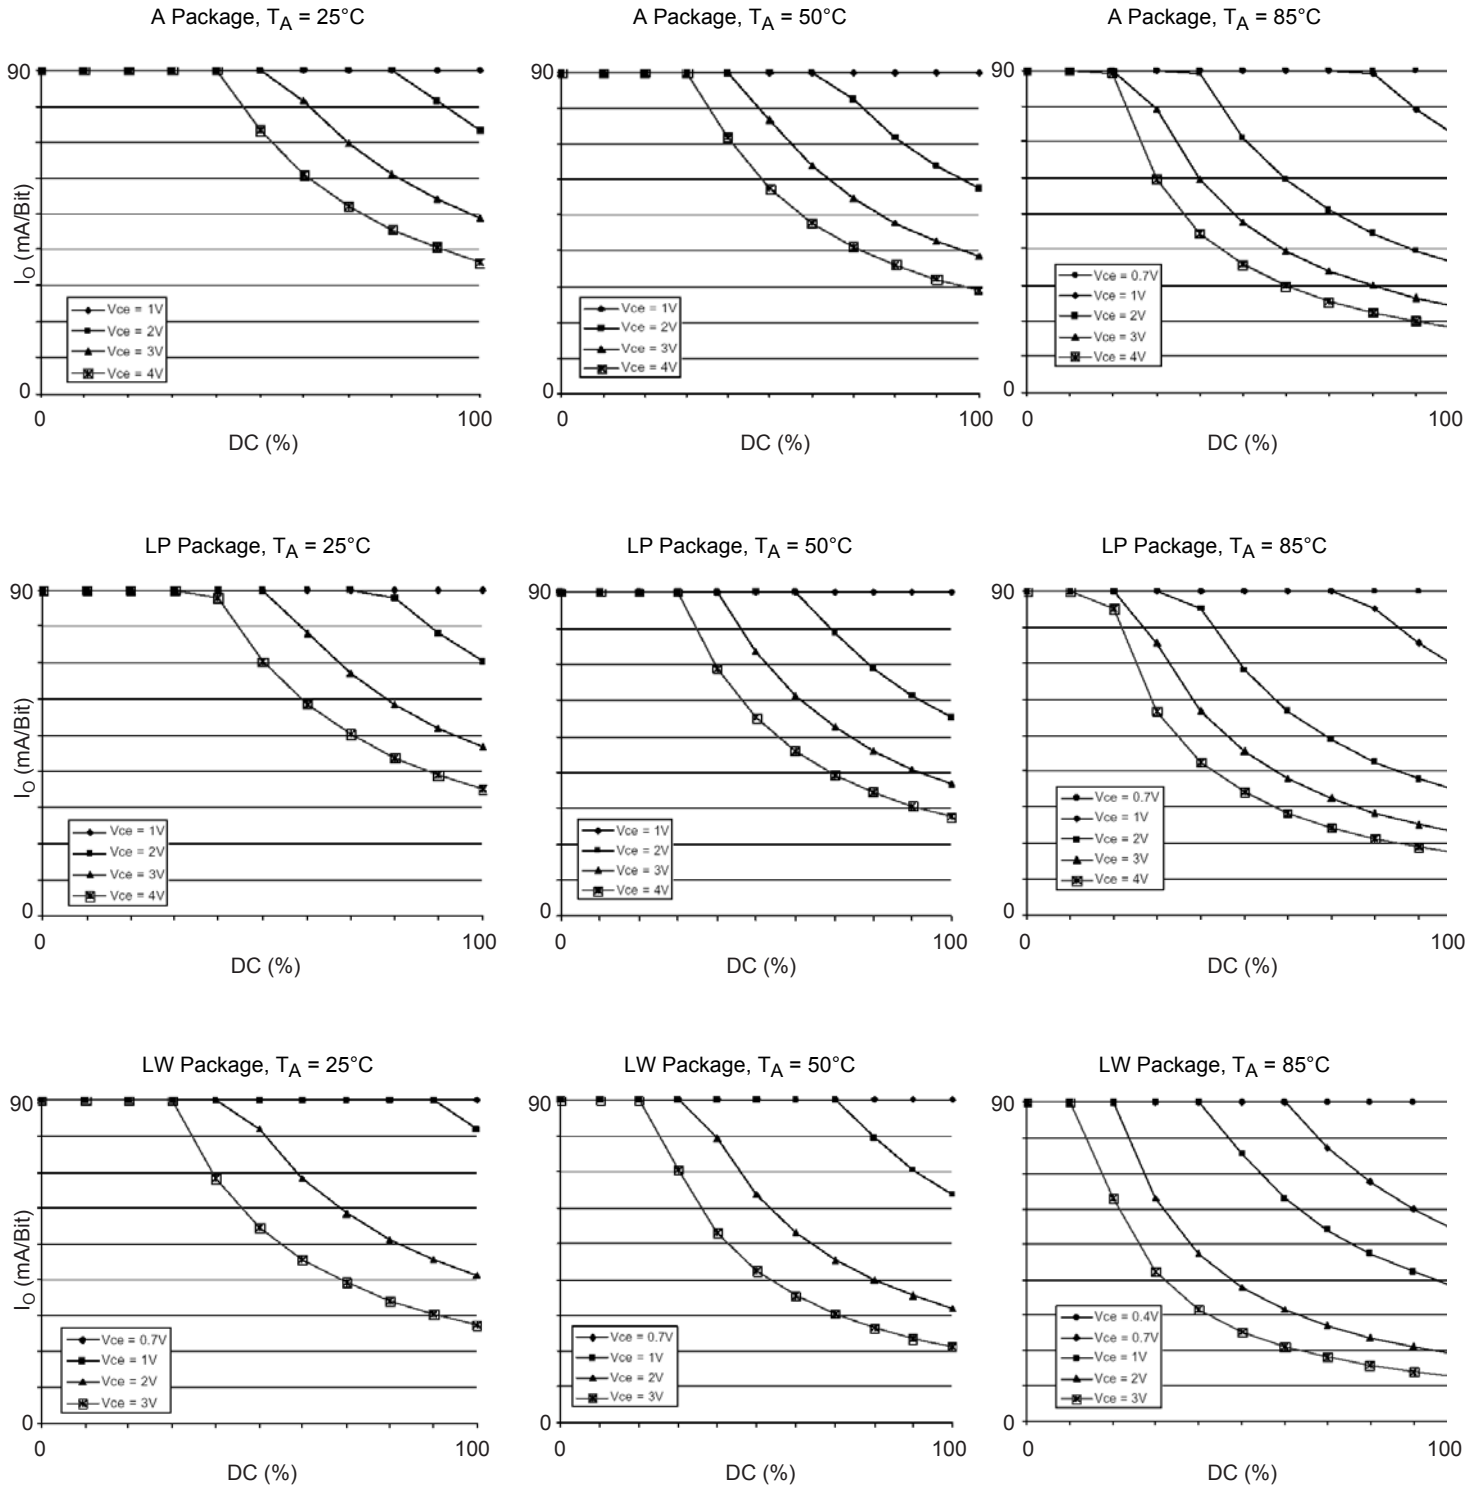 A Package, TA = 25°C
90
IO (mA/Bit)
Vce = 1V
Vce = 2V
Vce = 3V
Vce = 4V
0
0
100
DC (%)
A Package, TA = 50°C
90
Vce = 1V
Vce = 2V
Vce = 3V
Vce = 4V
0
0
100
DC (%)
A Package, TA = 85°C
90
Vce = 0.7V
Vce = 1V
Vce = 2V
Vce = 3V
Vce = 4V
0
0
100
DC (%)
LP Package, TA = 25°C
90
IO (mA/Bit)
Vce = 1V
Vce = 2V
Vce = 3V
Vce = 4V
0
0
100
DC (%)
LP Package, TA = 50°C
90
Vce = 1V
Vce = 2V
Vce = 3V
Vce = 4V
0
0
100
DC (%)
LP Package, TA = 85°C
90
Vce = 0.7V
Vce = 1V
Vce = 2V
Vce = 3V
Vce = 4V
0
0
100
DC (%)
LW Package, TA = 25°C
90
IO (mA/Bit)
Vce = 0.7V
Vce = 1V
Vce = 2V
Vce = 3V
0
0
100
DC (%)
LW Package, TA = 50°C
90
Vce = 0.7V
Vce = 1V
Vce = 2V
Vce = 3V
0
0
100
DC (%)
LW Package, TA = 85°C
90
Vce = 0.4V
Vce = 0.7V
Vce = 1V
Vce = 2V
Vce = 3V
0
0
100
DC (%)